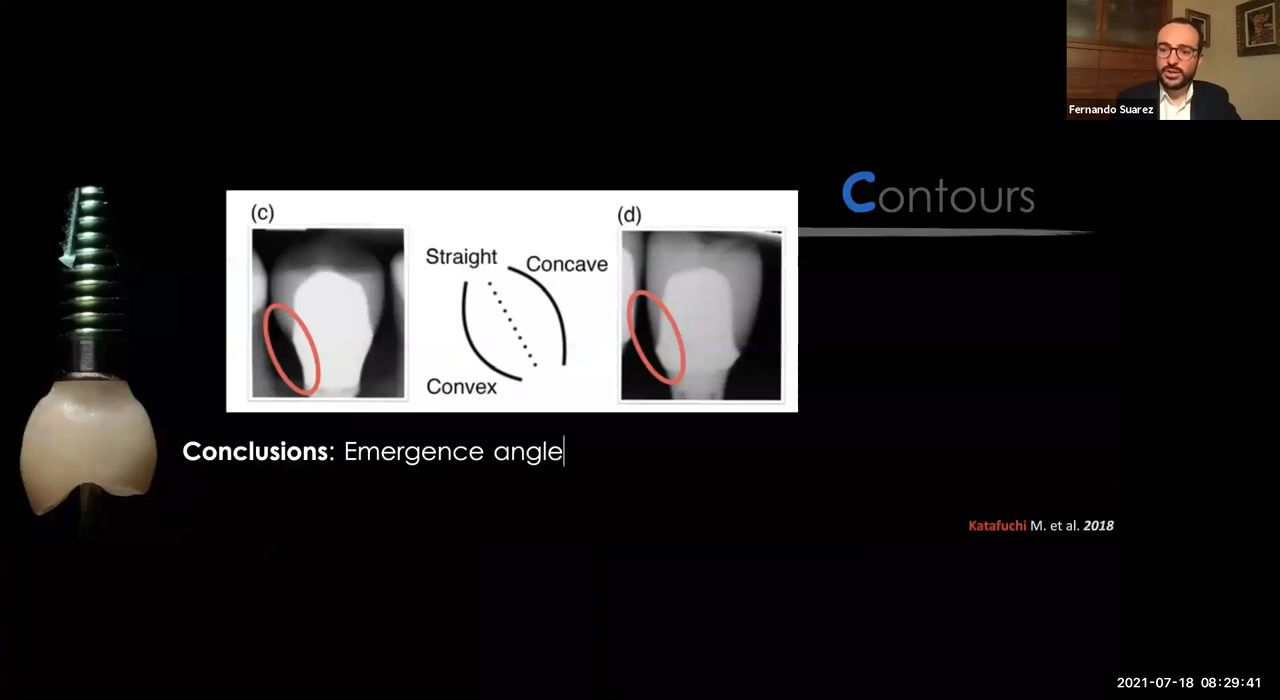 Fernando Suarez
Contours
(c)
(d)
Straight
Concave
Convex
Conclusions: Emergence angle
Katafuchi M. et al. 2018
2021-07-18 08:29:41